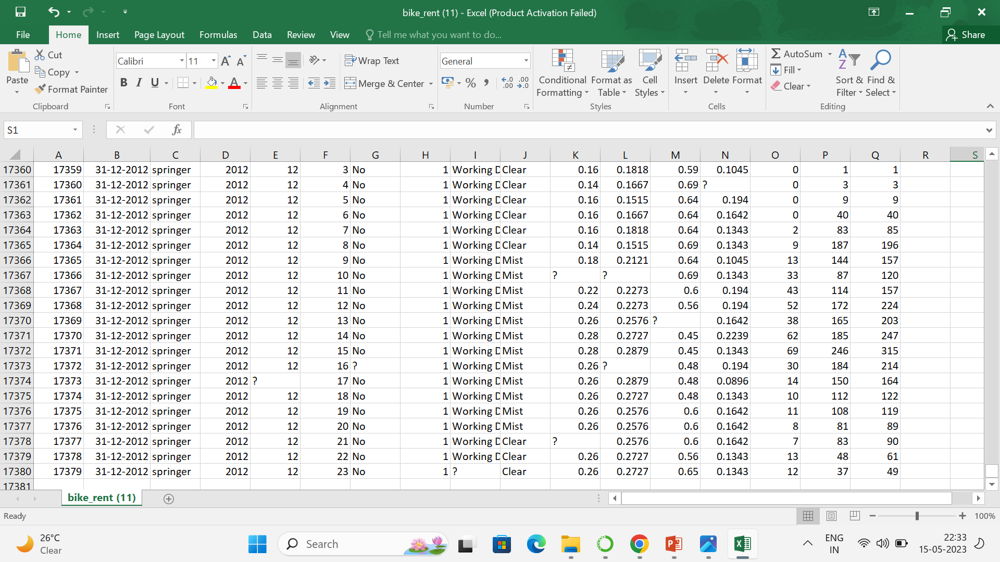 bike_rent (11) - Excel (Product Activation Failed)
File Home Insert Page Layout Formulas Data Review View Tell me what you want to do... Share
Paste Cut Copy Format Painter Clipboard
Calibri 11 B I U Font
Wrap Text Merge & Center Alignment
General % Number
Conditional Formatting Format as Table Cell Styles Styles
Insert Delete Format Cells
AutoSum Fill Clear Sort & Filter Find & Select Editing
S1 fx
A B C D E F G H I J K L M N O P Q R S
17360 17359 31-12-2012 springer 2012 12 3 No 1 Working D Clear 0.16 0.1818 0.59 0.1045 0 1 1
17361 17360 31-12-2012 springer 2012 12 4 No 1 Working D Clear 0.14 0.1667 0.69 ? 0 3 3
17362 17361 31-12-2012 springer 2012 12 5 No 1 Working D Clear 0.16 0.1515 0.64 0.194 0 9 9
17363 17362 31-12-2012 springer 2012 12 6 No 1 Working D Clear 0.16 0.1667 0.64 0.1642 0 40 40
17364 17363 31-12-2012 springer 2012 12 7 No 1 Working D Clear 0.16 0.1818 0.64 0.1343 2 83 85
17365 17364 31-12-2012 springer 2012 12 8 No 1 Working D Clear 0.14 0.1515 0.69 0.1343 9 187 196
17366 17365 31-12-2012 springer 2012 12 9 No 1 Working D Mist 0.18 0.2121 0.64 0.1045 13 144 157
17367 17366 31-12-2012 springer 2012 12 10 No 1 Working D Mist ? ? 0.69 0.1343 33 87 120
17368 17367 31-12-2012 springer 2012 12 11 No 1 Working D Mist 0.22 0.2273 0.6 0.194 43 114 157
17369 17368 31-12-2012 springer 2012 12 12 No 1 Working D Mist 0.24 0.2273 0.56 0.194 52 172 224
17370 17369 31-12-2012 springer 2012 12 13 No 1 Working D Mist 0.26 0.2576 ? 0.1642 38 165 203
17371 17370 31-12-2012 springer 2012 12 14 No 1 Working D Mist 0.28 0.2727 0.45 0.2239 62 185 247
17372 17371 31-12-2012 springer 2012 12 15 No 1 Working D Mist 0.28 0.2879 0.45 0.1343 69 246 315
17373 17372 31-12-2012 springer 2012 12 16 ? 1 Working D Mist 0.26 ? 0.48 0.194 30 184 214
17374 17373 31-12-2012 springer 2012 ? 17 No 1 Working D Mist 0.26 0.2879 0.48 0.0896 14 150 164
17375 17374 31-12-2012 springer 2012 12 18 No 1 Working D Mist 0.26 0.2727 0.48 0.1343 10 112 122
17376 17375 31-12-2012 springer 2012 12 19 No 1 Working D Mist 0.26 0.2576 0.6 0.1642 11 108 119
17377 17376 31-12-2012 springer 2012 12 20 No 1 Working D Mist 0.26 0.2576 0.6 0.1642 8 81 89
17378 17377 31-12-2012 springer 2012 12 21 No 1 Working D Clear ? 0.2576 0.6 0.1642 7 83 90
17379 17378 31-12-2012 springer 2012 12 22 No 1 Working D Clear 0.26 0.2727 0.56 0.1343 13 48 61
17380 17379 31-12-2012 springer 2012 12 23 No 1 ? Clear 0.26 0.2727 0.65 0.1343 12 37 49
17381
bike_rent (11)
Ready 100%
26°C
Clear
Search
ENG
IN
22:33
15-05-2023